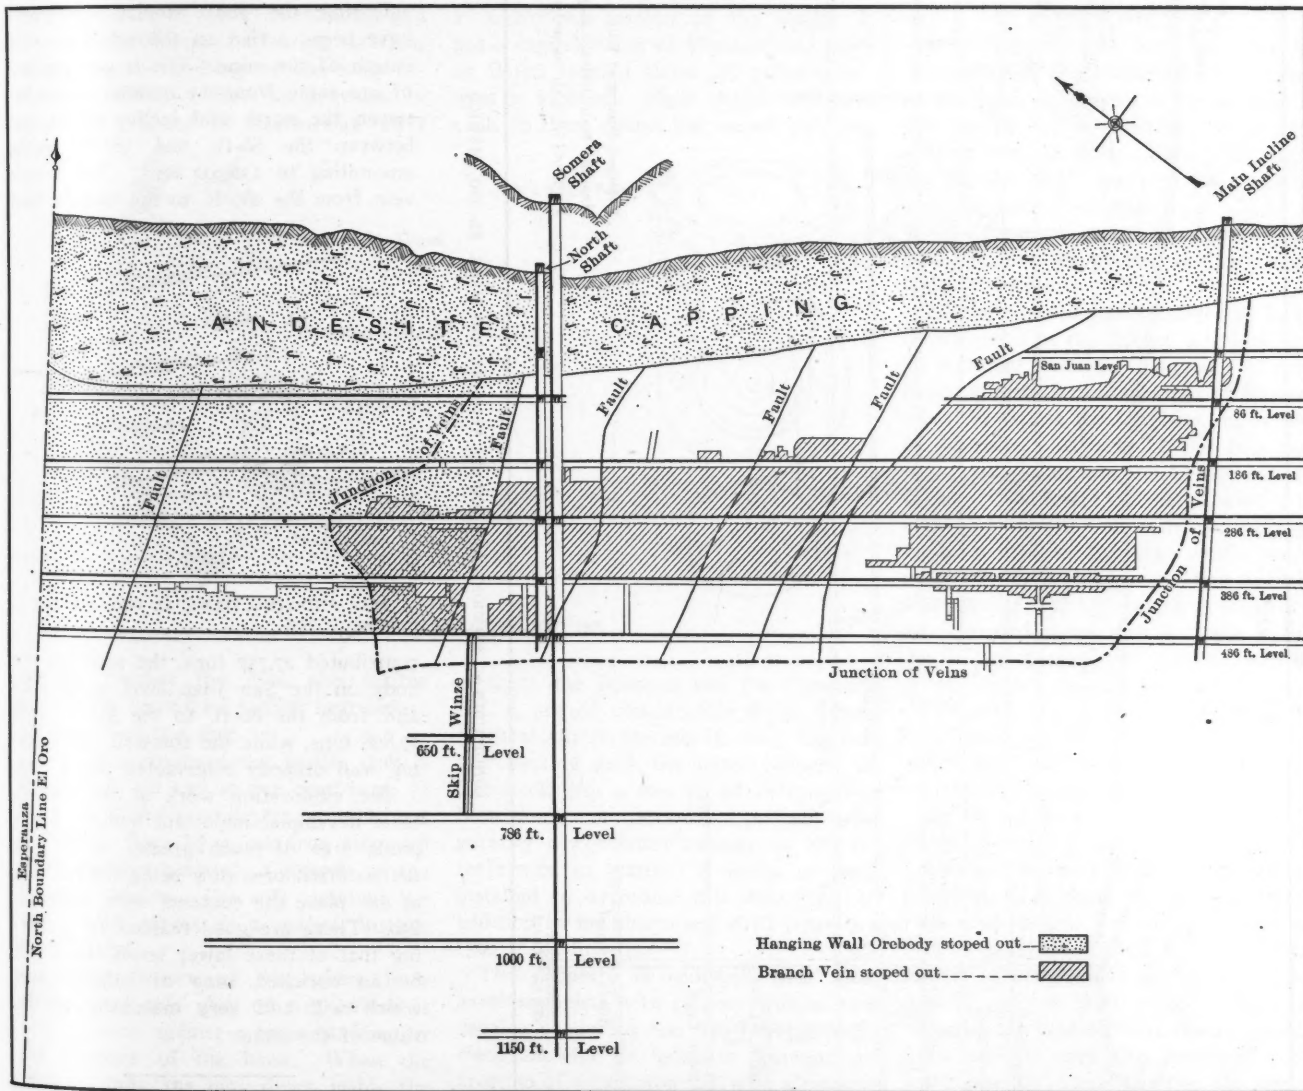 Somera
Shaft
Main Incline
Shaft
North
Shaft
ANDESITE CAPPING
Fault
San Juan Level
86 ft. Level
Junction of Veins
Fault
Fault
Fault
Fault
Fault
186 ft. Level
Junction of Veins
286 ft. Level
386 ft. Level
486 ft. Level
Junction of Veins
Skip Winze
650 ft. Level
786 ft. Level
1000 ft. Level
1150 ft. Level
Esperanza
North Boundary Line El Oro
Hanging Wall Orebody stoped out
Branch Vein stoped out